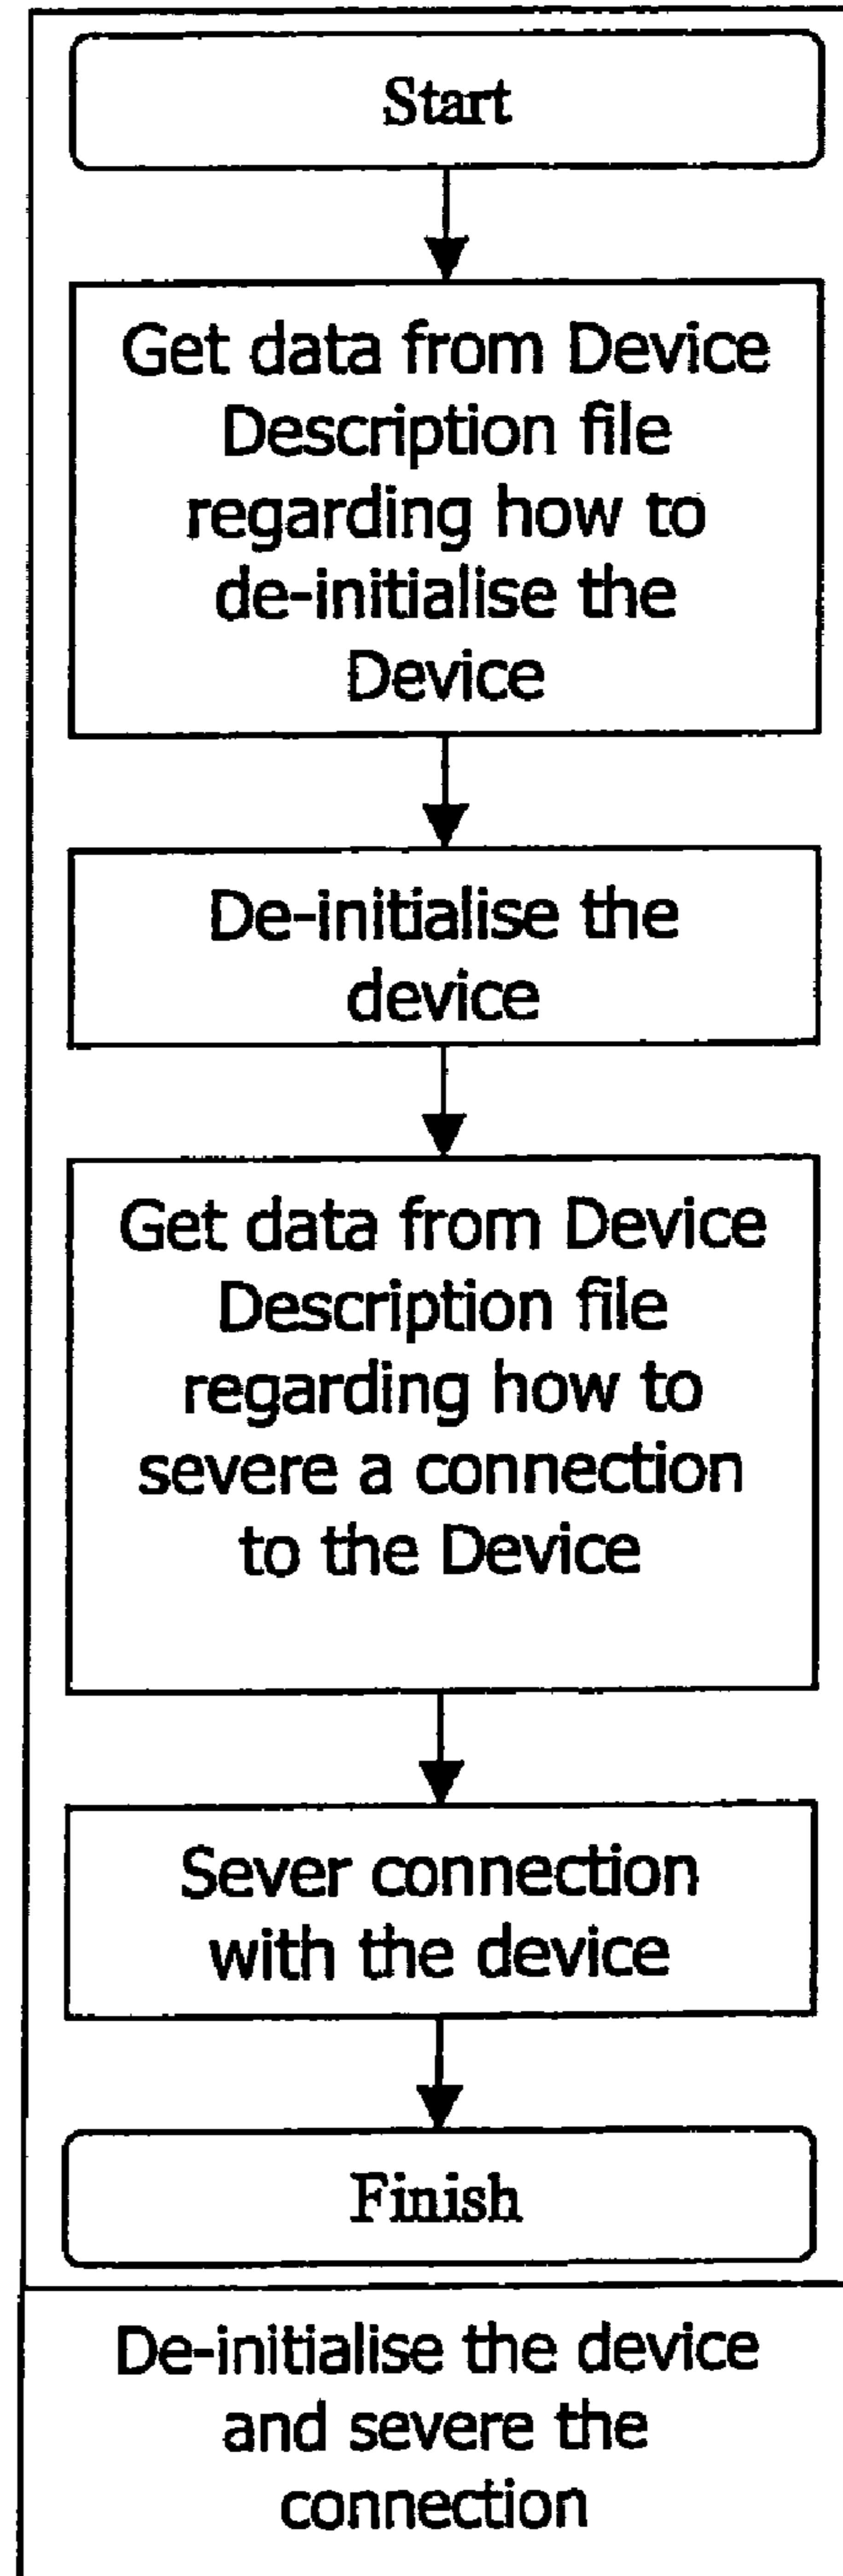 Start
Get data from Device
Description file
regarding how to
de-initialise the
Device
De-initialise the
device
Get data from Device
Description file
regarding how to
severe a connection
to the Device
Sever connection
with the device
Finish
De-initialise the device
and severe the
connection